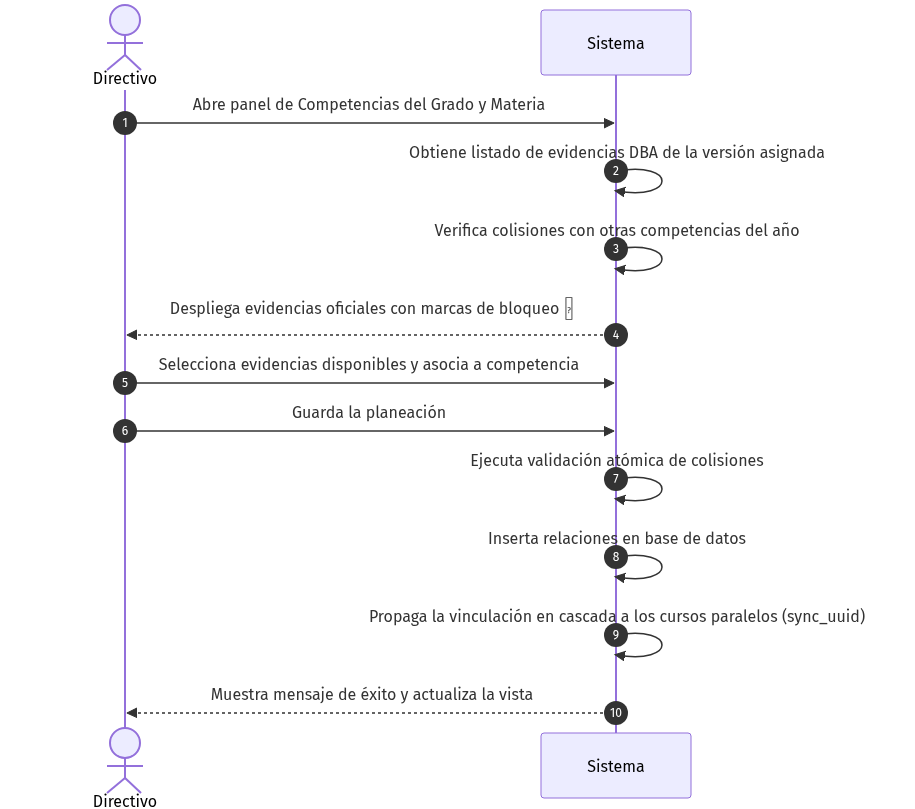 Sistema
Directivo
Abre panel de Competencias del Grado y Materia
1
Obtiene listado de evidencias DBA de la versión asignada
2
Verifica colisiones con otras competencias del año
3
Despliega evidencias oficiales con marcas de bloqueo
4
Selecciona evidencias disponibles y asocia a competencia
5
Guarda la planeación
6
Ejecuta validación atómica de colisiones
7
Inserta relaciones en base de datos
8
Propaga la vinculación en cascada a los cursos paralelos (sync_uuid)
9
Muestra mensaje de éxito y actualiza la vista
10
Sistema
Directivo